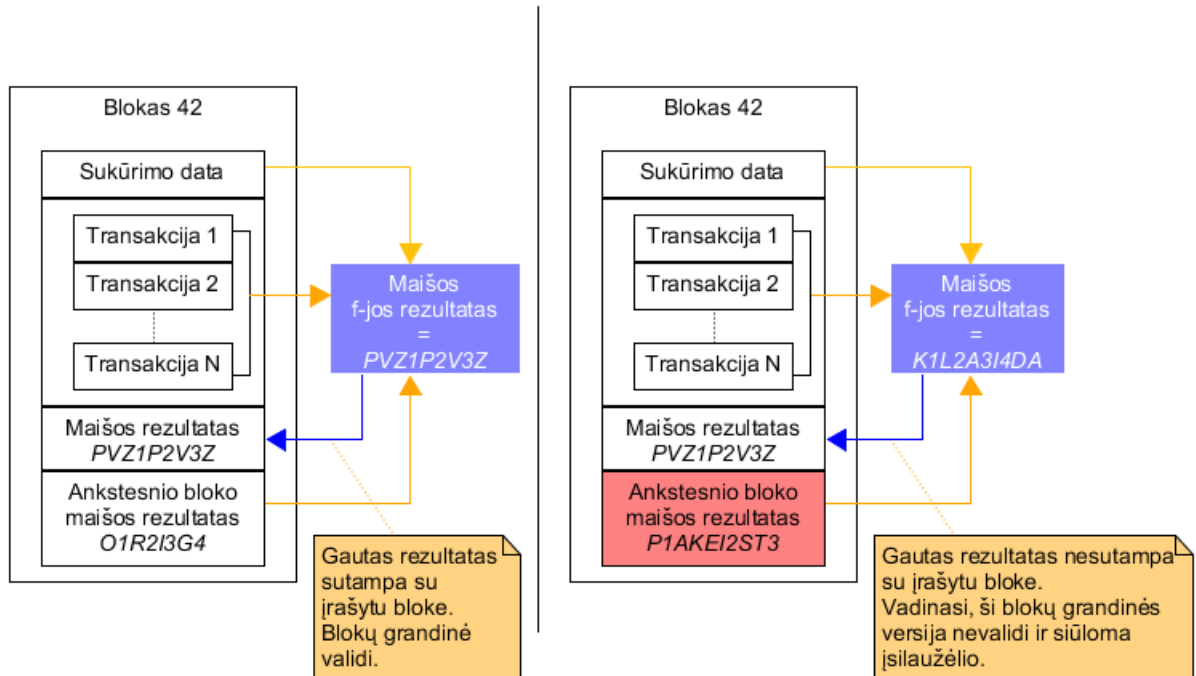 Blokas 42
Sukūrimo data
Transakcija 1
Transakcija 2
Transakcija N
Maišos
f-jos rezultatas
=
PVZ1P2V3Z
Maišos rezultatas
PVZ1P2V3Z
Ankstesnio bloko
maišos rezultatas
O1R2I3G4
Gautas rezultatas
sutampa su
įrašytu bloke.
Blokų grandinė
validi.
Blokas 42
Sukūrimo data
Transakcija 1
Transakcija 2
Transakcija N
Maišos
f-jos rezultatas
=
K1L2A3I4DA
Maišos rezultatas
PVZ1P2V3Z
Ankstesnio bloko
maišos rezultatas
P1AKEI2ST3
Gautas rezultatas nesutampa
su įrašytu bloke.
Vadinasi, ši blokų grandinės
versija nevalidi ir siūloma
įsilaužėlio.